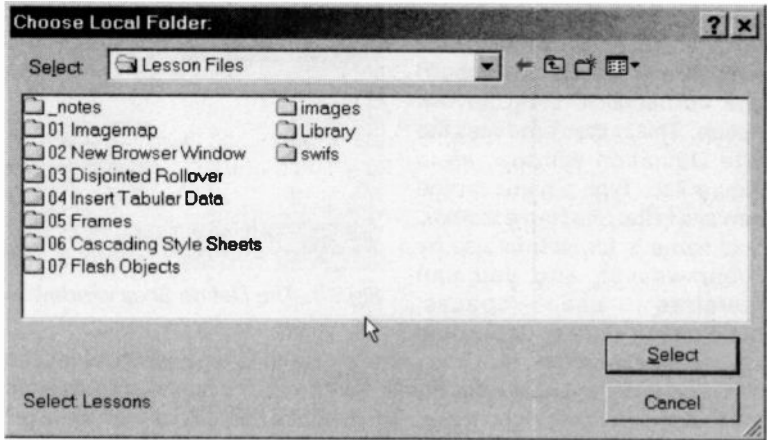 Choose Local Folder:
Select: Lesson Files
_notes
01 Imagemap
02 New Browser Window
03 Disjointed Rollover
04 Insert Tabular Data
05 Frames
06 Cascading Style Sheets
07 Flash Objects
images
Library
swifs
Select
Select Lessons
Cancel